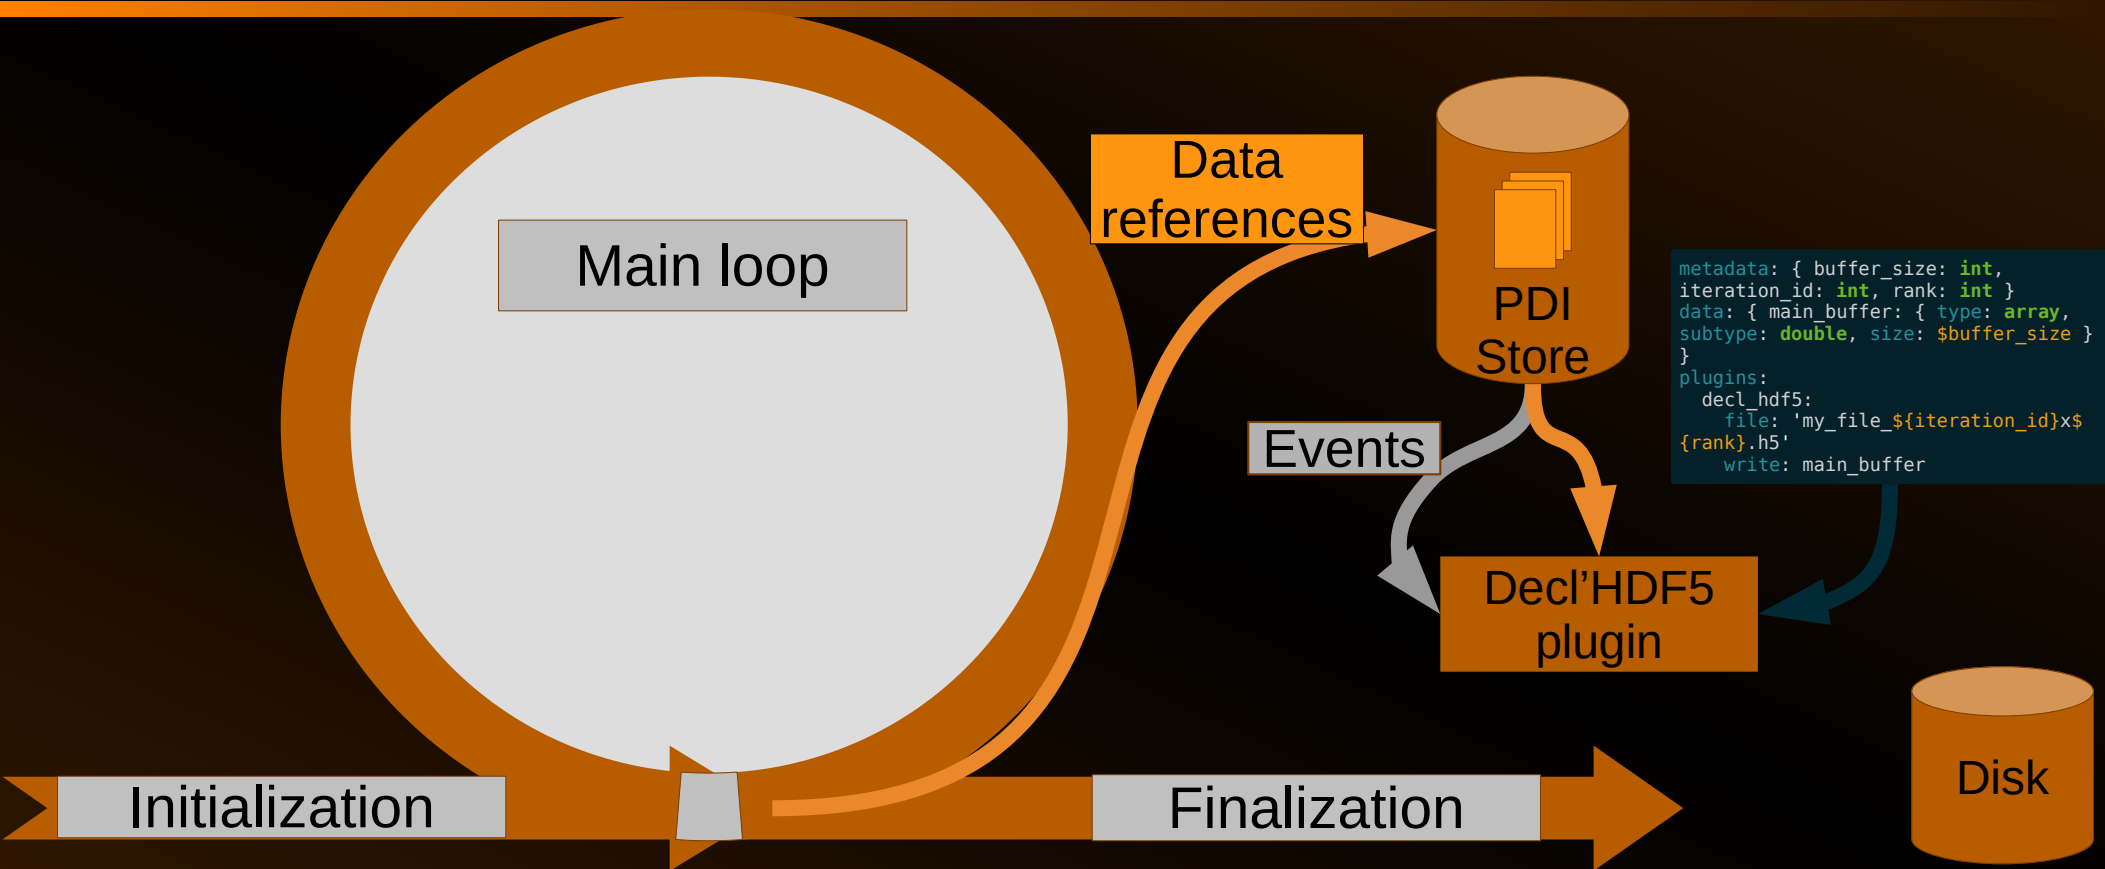 Main loop
Data
references
PDI
Store
metadata: { buffer_size: int,
iteration_id: int, rank: int }
data: { main_buffer: { type: array,
subtype: double, size: $buffer_size }
}
plugins:
  decl_hdf5:
    file: 'my_file_${iteration_id}x$
{rank}.h5'
    write: main_buffer
Events
Decl’HDF5
plugin
Initialization
Finalization
Disk